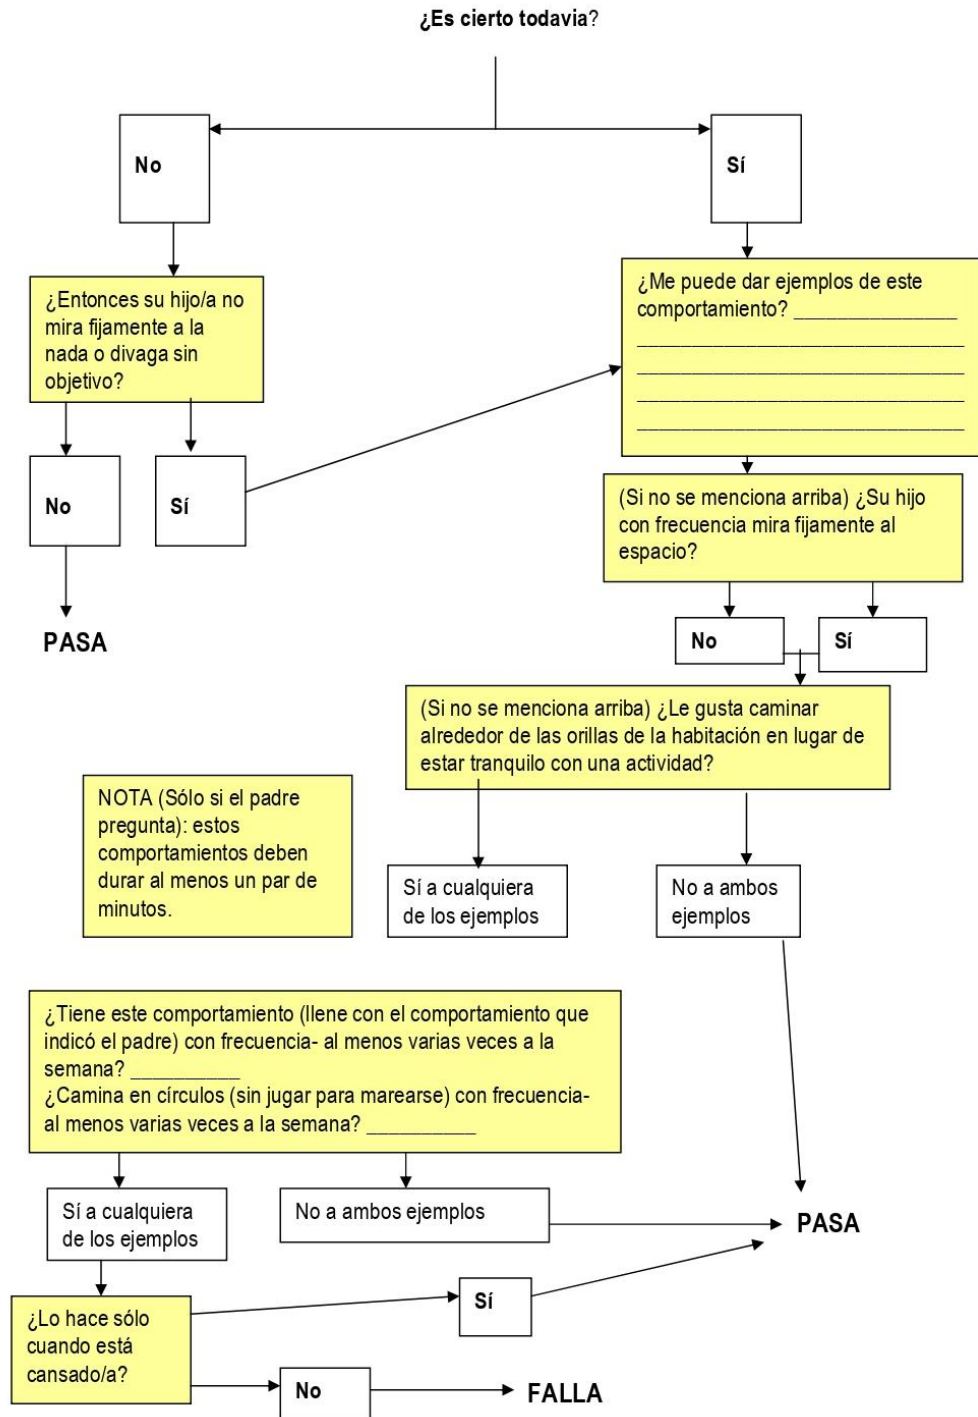 ¿Es cierto todavia?
No
Sí
¿Entonces su hijo/a no
mira fijamente a la
nada o divaga sin
objetivo?
¿Me puede dar ejemplos de este
comportamiento? _______________
______________________________
______________________________
______________________________
______________________________
No
Sí
(Si no se menciona arriba) ¿Su hijo
con frecuencia mira fijamente al
espacio?
PASA
No
Sí
(Si no se menciona arriba) ¿Le gusta caminar
alrededor de las orillas de la habitación en lugar de
estar tranquilo con una actividad?
NOTA (Sólo si el padre
pregunta): estos
comportamientos deben
durar al menos un par de
minutos.
Sí a cualquiera
de los ejemplos
No a ambos
ejemplos
¿Tiene este comportamiento (llene con el comportamiento que
indicó el padre) con frecuencia- al menos varias veces a la
semana? __________
¿Camina en círculos (sin jugar para marearse) con frecuencia-
al menos varias veces a la semana? __________
Sí a cualquiera
de los ejemplos
No a ambos ejemplos
PASA
¿Lo hace sólo
cuando está
cansado/a?
Sí
No
FALLA